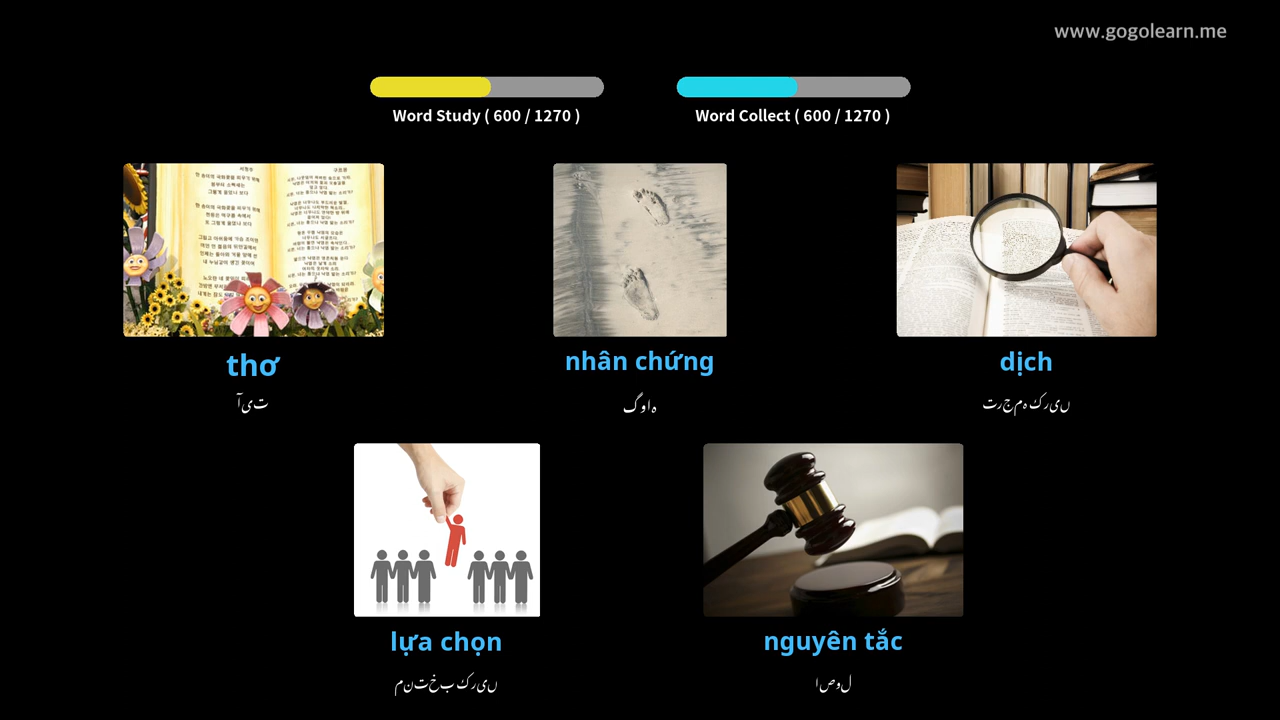 www.gogolearn.me
Word Study ( 600 / 1270 )
Word Collect ( 600 / 1270 )
thơ
nhân chứng
dịch
آیت
گواہ
ترجمہ کریں
lựa chọn
nguyên tắc
منتخب کریں
اصول